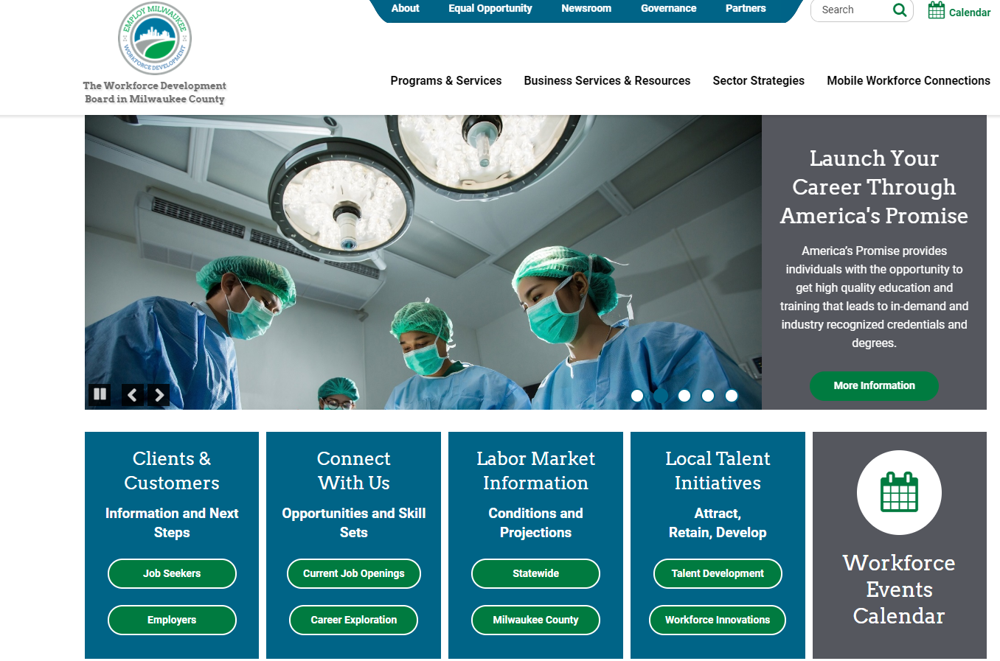 EMPLOY MILWAUKEE
WORKFORCE DEVELOPMENT
The Workforce Development
Board in Milwaukee County
About Equal Opportunity Newsroom Governance Partners
Search
Calendar
Programs & Services Business Services & Resources Sector Strategies Mobile Workforce Connections
Launch Your
Career Through
America's Promise
America's Promise provides
individuals with the opportunity to
get high quality education and
training that leads to in-demand and
industry recognized credentials and
degrees.
More Information
Clients &
Customers
Information and Next
Steps
Job Seekers
Employers
Connect
With Us
Opportunities and Skill
Sets
Current Job Openings
Career Exploration
Labor Market
Information
Conditions and
Projections
Statewide
Milwaukee County
Local Talent
Initiatives
Attract,
Retain, Develop
Talent Development
Workforce Innovations
Workforce
Events
Calendar